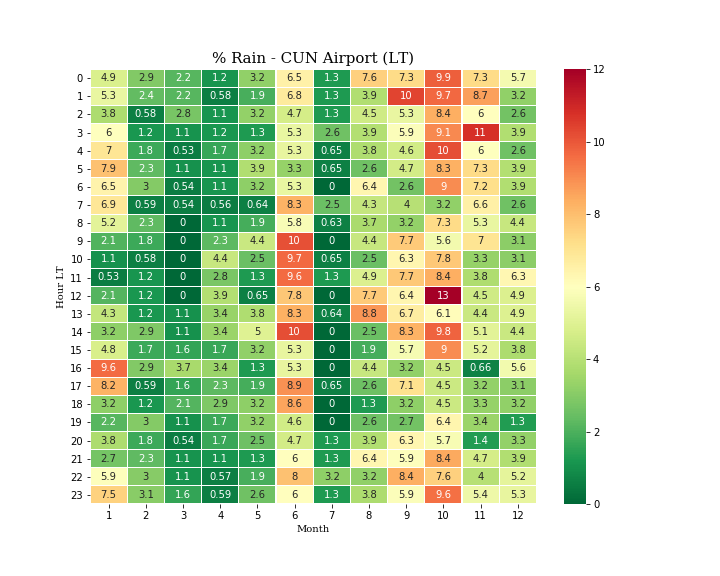 % Rain - CUN Airport (LT)
0 4.9 2.9 2.2 1.2 3.2 6.5 1.3 7.6 7.3 9.9 7.3 5.7
1 5.3 2.4 2.2 0.58 1.9 6.8 1.3 3.9 10 9.7 8.7 3.2
2 3.8 0.58 2.8 1.1 3.2 4.7 1.3 4.5 5.3 8.4 6 2.6
3 6 1.2 1.1 1.2 1.3 5.3 2.6 3.9 5.9 9.1 11 3.9
4 7 1.8 0.53 1.7 3.2 5.3 0.65 3.8 4.6 10 6 2.6
5 7.9 2.3 1.1 1.1 3.9 3.3 0.65 2.6 4.7 8.3 7.3 3.9
6 6.5 3 0.54 1.1 3.2 5.3 0 6.4 2.6 9 7.2 3.9
7 6.9 0.59 0.54 0.56 0.64 8.3 2.5 4.3 4 3.2 6.6 2.6
8 5.2 2.3 0 1.1 1.9 5.8 0.63 3.7 3.2 7.3 5.3 4.4
9 2.1 1.8 0 2.3 4.4 10 0 4.4 7.7 5.6 7 3.1
10 1.1 0.58 0 4.4 2.5 9.7 0.65 2.5 6.3 7.8 3.3 3.1
11 0.53 1.2 0 2.8 1.3 9.6 1.3 4.9 7.7 8.4 3.8 6.3
12 2.1 1.2 0 3.9 0.65 7.8 0 7.7 6.4 13 4.5 4.9
13 4.3 1.2 1.1 3.4 3.8 8.3 0.64 8.8 6.7 6.1 4.4 4.9
14 3.2 2.9 1.1 3.4 5 10 0 2.5 8.3 9.8 5.1 4.4
15 4.8 1.7 1.6 1.7 3.2 5.3 0 1.9 5.7 9 5.2 3.8
16 9.6 2.9 3.7 3.4 1.3 5.3 0 4.4 3.2 4.5 0.66 5.6
17 8.2 0.59 1.6 2.3 1.9 8.9 0.65 2.6 7.1 4.5 3.2 3.1
18 3.2 1.2 2.1 2.9 3.2 8.6 0 1.3 3.2 4.5 3.3 3.2
19 2.2 3 1.1 1.7 3.2 4.6 0 2.6 2.7 6.4 3.4 1.3
20 3.8 1.8 0.54 1.7 2.5 4.7 1.3 3.9 6.3 5.7 1.4 3.3
21 2.7 2.3 1.1 1.1 1.3 6 1.3 6.4 5.9 8.4 4.7 3.9
22 5.9 3 1.1 0.57 1.9 8 3.2 3.2 8.4 7.6 4 5.2
23 7.5 3.1 1.6 0.59 2.6 6 1.3 3.8 5.9 9.6 5.4 5.3
1 2 3 4 5 6 7 8 9 10 11 12
Month
Hour LT
12
10
8
6
4
2
0